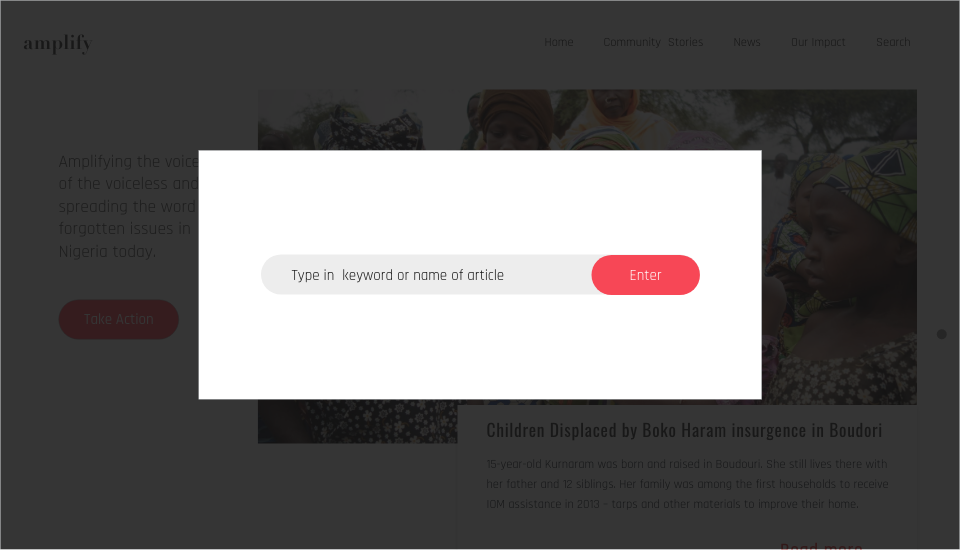 amplify
Home Community Stories News Our Impact Search
Amplifying the voice
of the voiceless and
spreading the word
forgotten issues in
Nigeria today.
Take Action
Type in keyword or name of article
Enter
Children Displaced by Boko Haram insurgence in Boudori
15-year-old Kurnaram was born and raised in Boudouri. She still lives there with
her father and 12 siblings. Her family was among the first households to receive
IOM assistance in 2013 – tarps and other materials to improve their home.
Read more